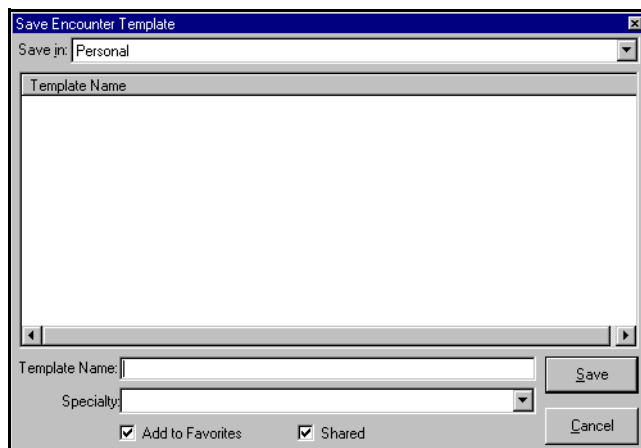 Save Encounter Template
Save in: Personal
Template Name
Template Name:
Save
Specialty:
Add to Favorites Shared
Cancel